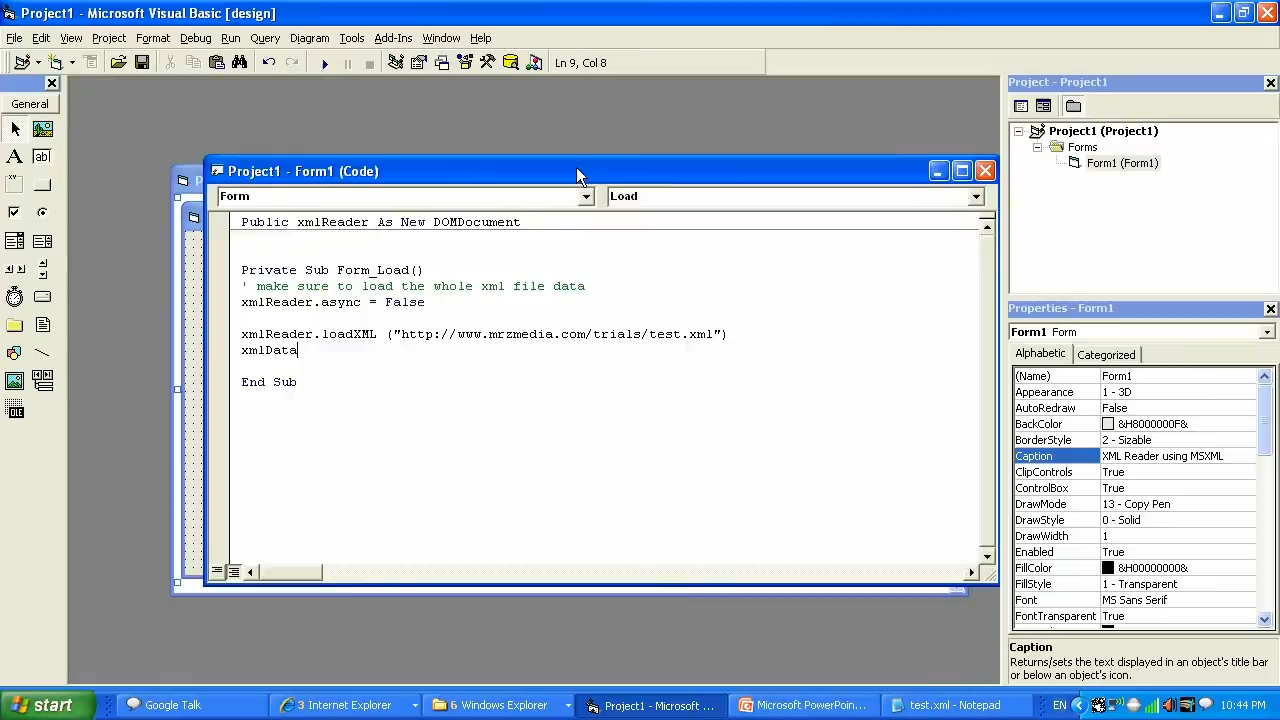 Project1 - Microsoft Visual Basic [design]
File Edit View Project Format Debug Run Query Diagram Tools Add-Ins Window Help
Ln 9, Col 8
General
Project - Project1
Project1 (Project1)
Forms
Form1 (Form1)
Project1 - Form1 (Code)
Form
Load
Public xmlReader As New DOMDocument
Private Sub Form_Load()
' make sure to load the whole xml file data
xmlReader.async = False
xmlReader.loadXML ("http://www.mrzmedia.com/trials/test.xml")
xmlData
End Sub
Properties - Form1
Form1 Form
Alphabetic Categorized
(Name) Form1
Appearance 1 - 3D
AutoRedraw False
BackColor &H8000000F&
BorderStyle 2 - Sizable
Caption XML Reader using MSXML
ClipControls True
ControlBox True
DrawMode 13 - Copy Pen
DrawStyle 0 - Solid
DrawWidth 1
Enabled True
FillColor &H00000000&
FillStyle 1 - Transparent
Font MS Sans Serif
FontTransparent True
Caption
Returns/sets the text displayed in an object's title bar
or below an object's icon.
start
Google Talk
3 Internet Explorer
6 Windows Explorer
Project1 - Microsoft ...
Microsoft PowerPoin...
test.xml - Notepad
EN
10:44 PM